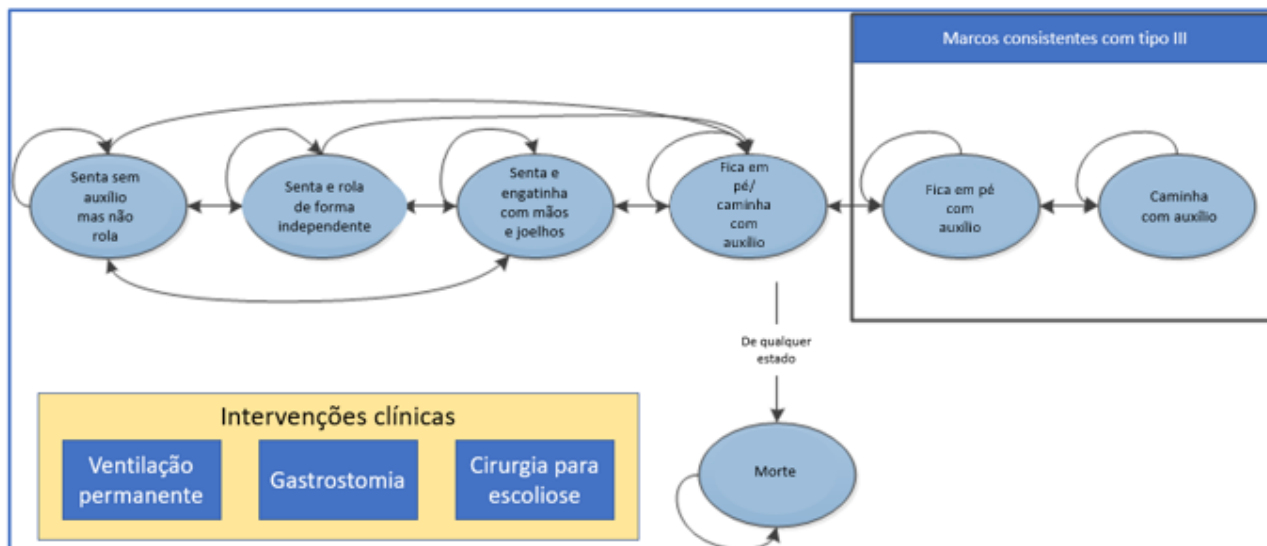 Marcos consistentes com tipo III
Senta sem
auxílio
mas não
rola
Senta e rola
de forma
independente
Senta e
engatinha
com mãos
e joelhos
Fica em
pé/
caminha
com
auxílio
Fica em pé
com
auxílio
Caminha
com auxílio
De qualquer
estado
Morte
Intervenções clínicas
Ventilação
permanente
Gastrostomia
Cirurgia para
escoliose